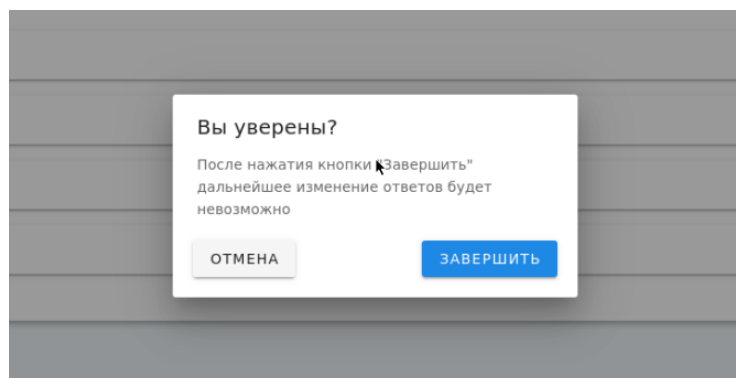 Вы уверены?
После нажатия кнопки "Завершить"
дальнейшее изменение ответов будет
невозможно
ОТМЕНА
ЗАВЕРШИТЬ